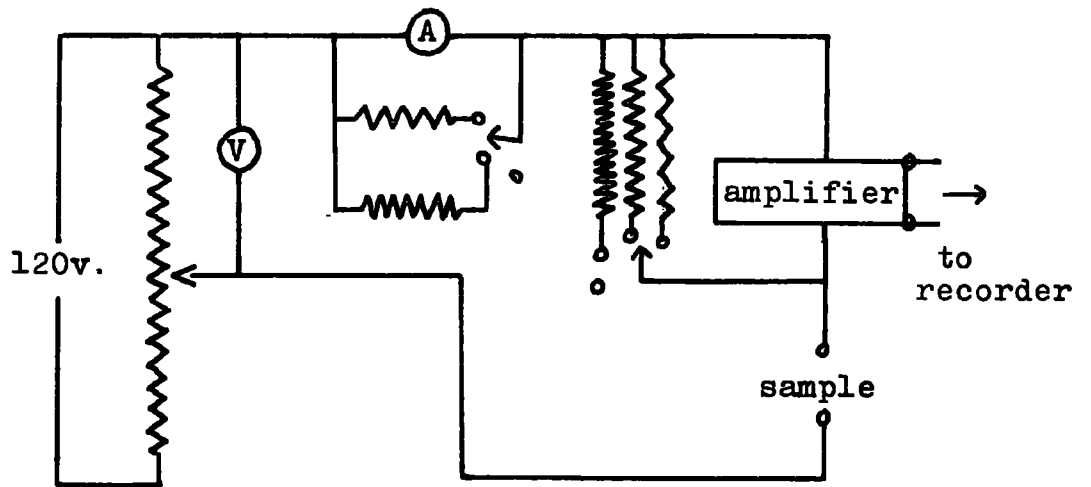 A
V
120v.
amplifier
to
recorder
sample